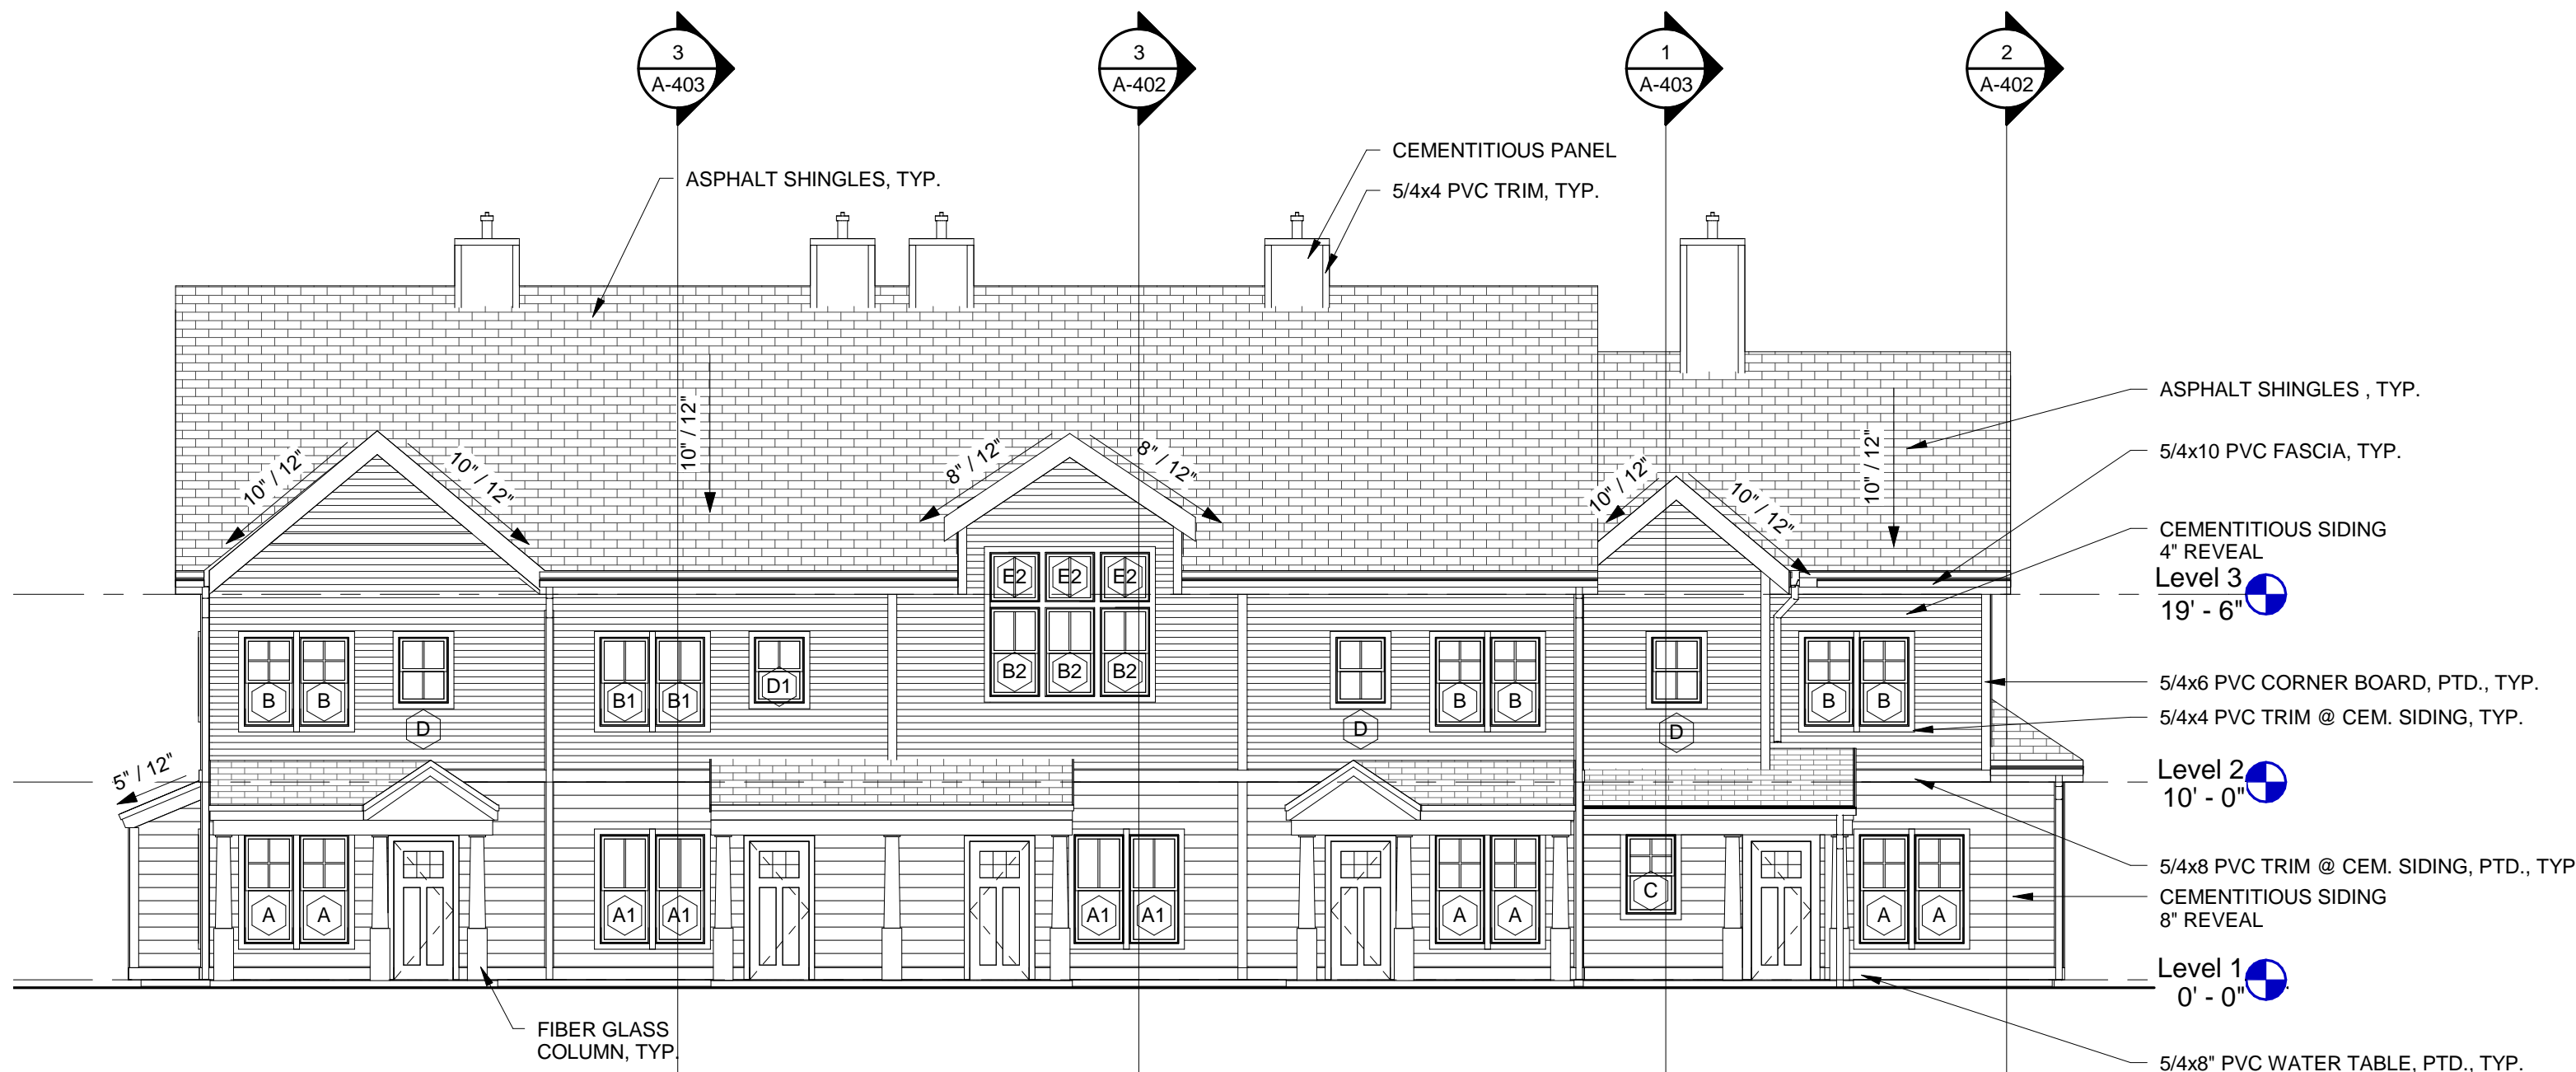 3
A-403
3
A-402
1
A-403
2
A-402
CEMENTITIOUS PANEL
5/4x4 PVC TRIM, TYP.
ASPHALT SHINGLES, TYP.
ASPHALT SHINGLES , TYP.
5/4x10 PVC FASCIA, TYP.
CEMENTITIOUS SIDING
4" REVEAL
Level 3
19' - 6"
5/4x6 PVC CORNER BOARD, PTD., TYP.
5/4x4 PVC TRIM @ CEM. SIDING, TYP.
Level 2
10' - 0"
5/4x8 PVC TRIM @ CEM. SIDING, PTD., TYP
CEMENTITIOUS SIDING
8" REVEAL
Level 1
0' - 0"
5/4x8" PVC WATER TABLE, PTD., TYP.
10" / 12"
10" / 12"
10" / 12"
8" / 12"
8" / 12"
10" / 12"
10" / 12"
10" / 12"
5" / 12"
E2 E2 E2
B B D B1 B1 D1 B2 B2 B2 D B B D B B
A A A1 A1 A1 A1 A A C A A
FIBER GLASS
COLUMN, TYP.